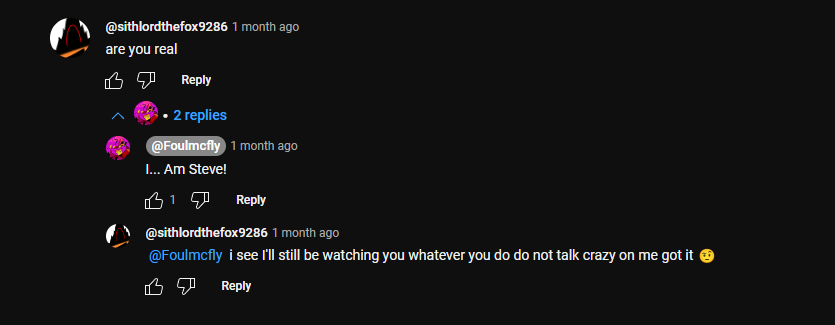 @sithlordthefox9286 1 month ago
are you real
Reply
• 2 replies
@Foulmcfly 1 month ago
I... Am Steve!
1 Reply
@sithlordthefox9286 1 month ago
@Foulmcfly i see I'll still be watching you whatever you do do not talk crazy on me got it 🤨
Reply